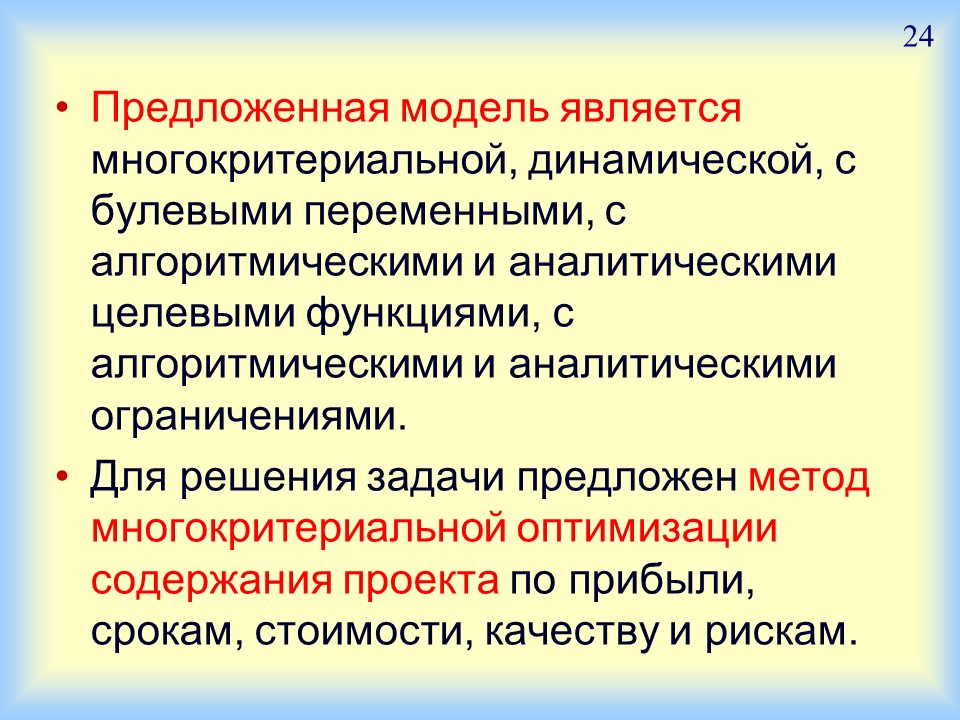 24
• Предложенная модель является
многокритериальной, динамической, с
булевыми переменными, с
алгоритмическими и аналитическими
целевыми функциями, с
алгоритмическими и аналитическими
ограничениями.
• Для решения задачи предложен метод
многокритериальной оптимизации
содержания проекта по прибыли,
срокам, стоимости, качеству и рискам.